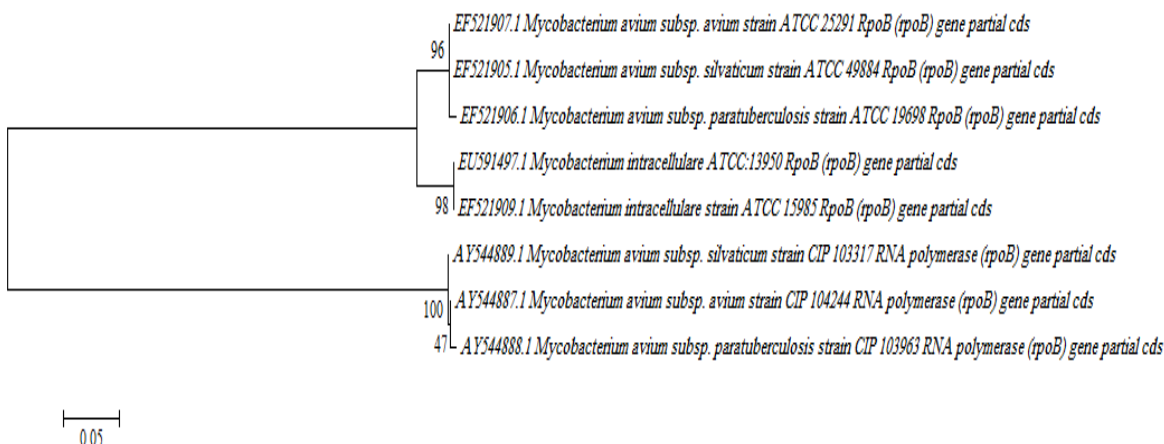 EF521907.1 Mycobacterium avium subsp. avium strain ATCC 25291 RpoB (rpoB) gene partial cds
96
EF521905.1 Mycobacterium avium subsp. silvaticum strain ATCC 49884 RpoB (rpoB) gene partial cds
EF521906.1 Mycobacterium avium subsp. paratuberculosis strain ATCC 19698 RpoB (rpoB) gene partial cds
EU591497.1 Mycobacterium intracellulare ATCC:13950 RpoB (rpoB) gene partial cds
98
EF521909.1 Mycobacterium intracellulare strain ATCC 15985 RpoB (rpoB) gene partial cds
AY544889.1 Mycobacterium avium subsp. silvaticum strain CIP 103317 RNA polymerase (rpoB) gene partial cds
AY544887.1 Mycobacterium avium subsp. avium strain CIP 104244 RNA polymerase (rpoB) gene partial cds
100
47
AY544888.1 Mycobacterium avium subsp. paratuberculosis strain CIP 103963 RNA polymerase (rpoB) gene partial cds
0.05